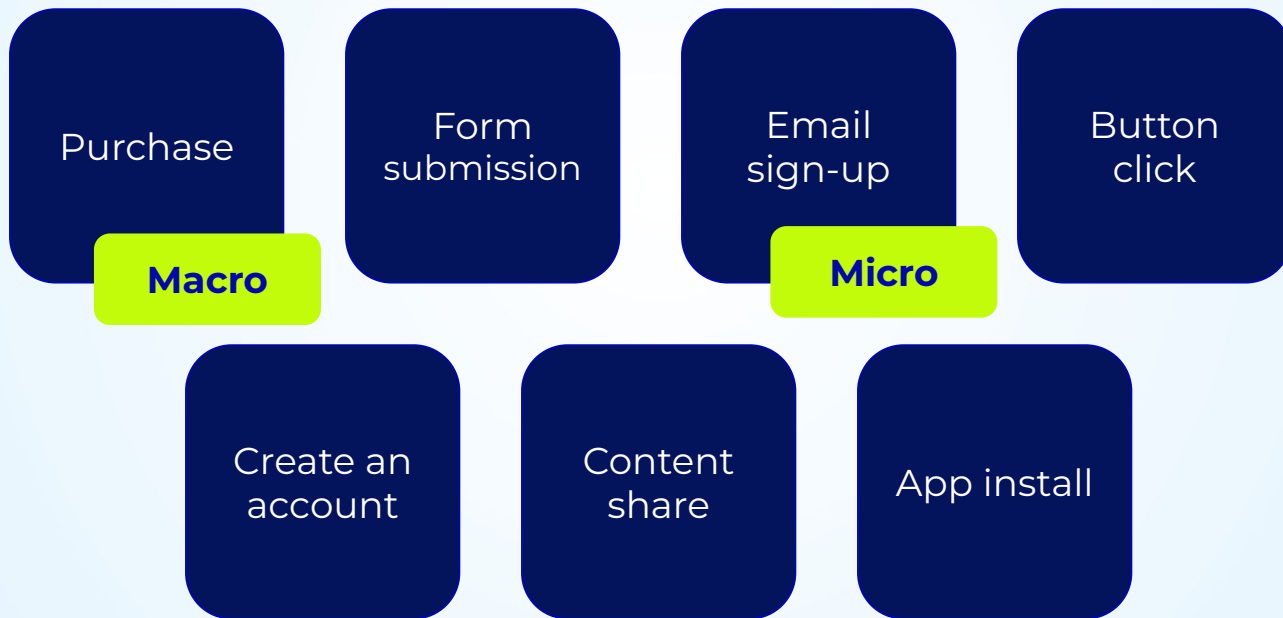 Purchase
Form
submission
Email
sign-up
Button
click
Macro
Micro
Create an
account
Content
share
App install